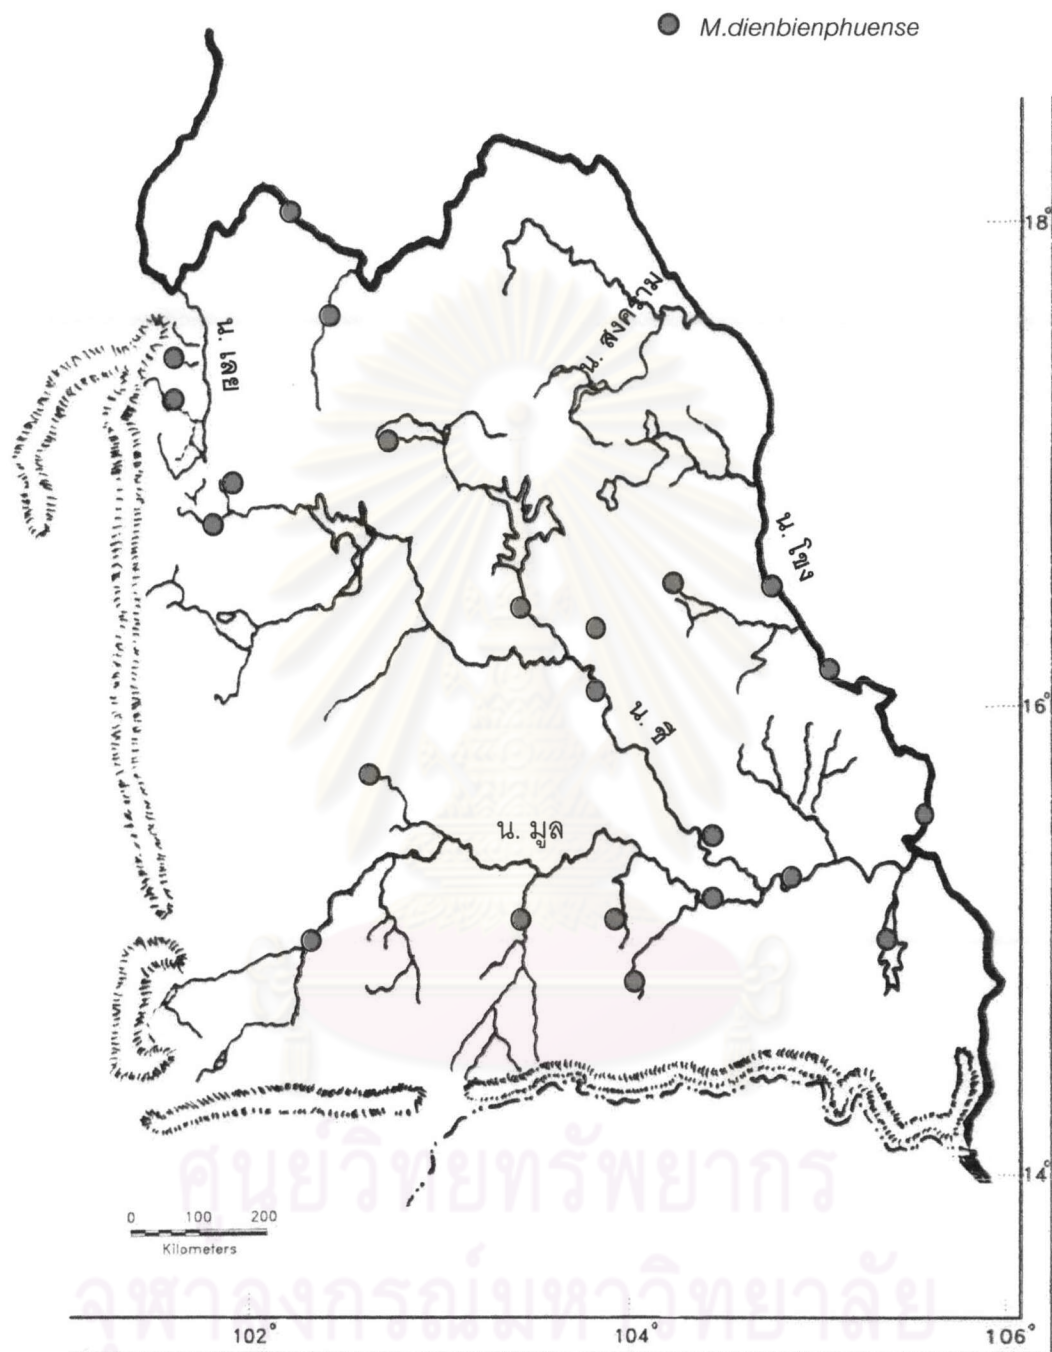 M.dienbienphuense
18°
น. สงคราม
น. เลย
น. โขง
16°
น. ชี
น. มูล
14°
ศูนย์วิทยทรัพยากร
0 100 200
Kilometers
จุฬาลงกรณ์มหาวิทยาลัย
102° 104° 106°